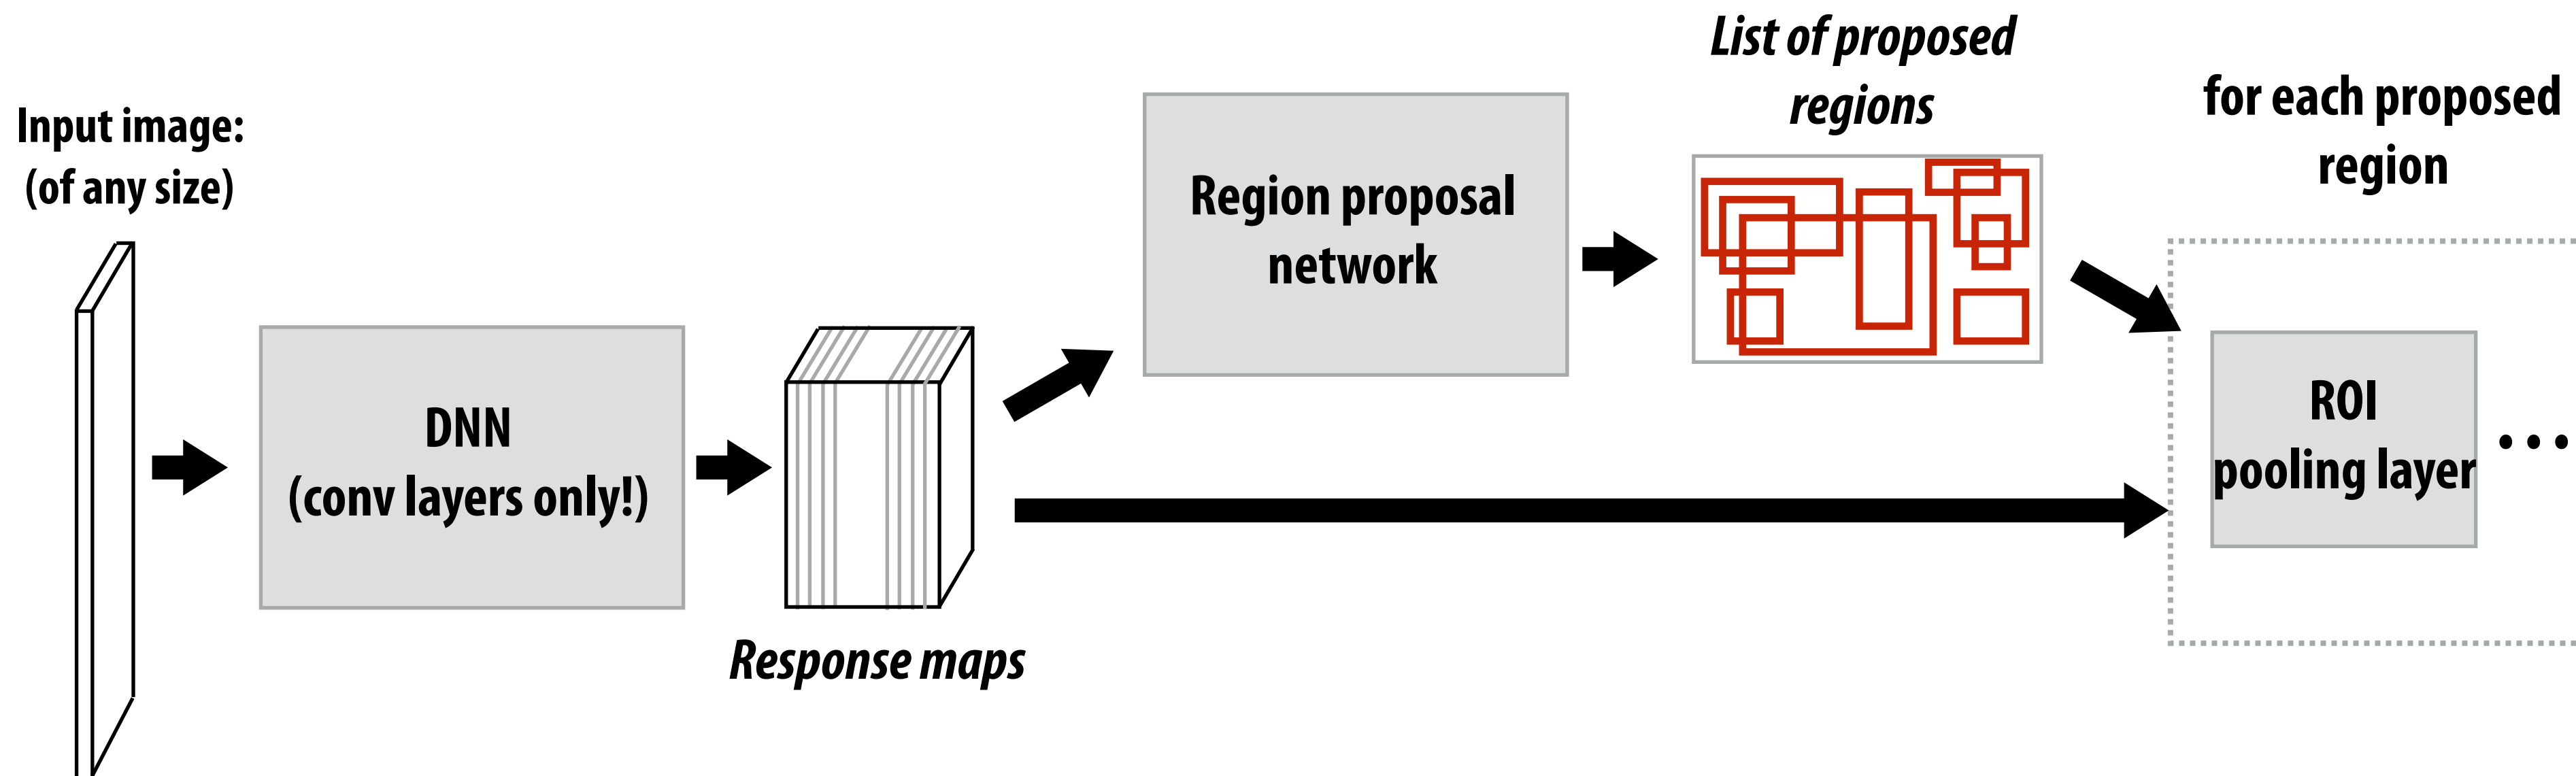 Input image:
(of any size)
DNN
(conv layers only!)
Response maps
Region proposal
network
List of proposed
regions
for each proposed
region
ROI
pooling layer
...